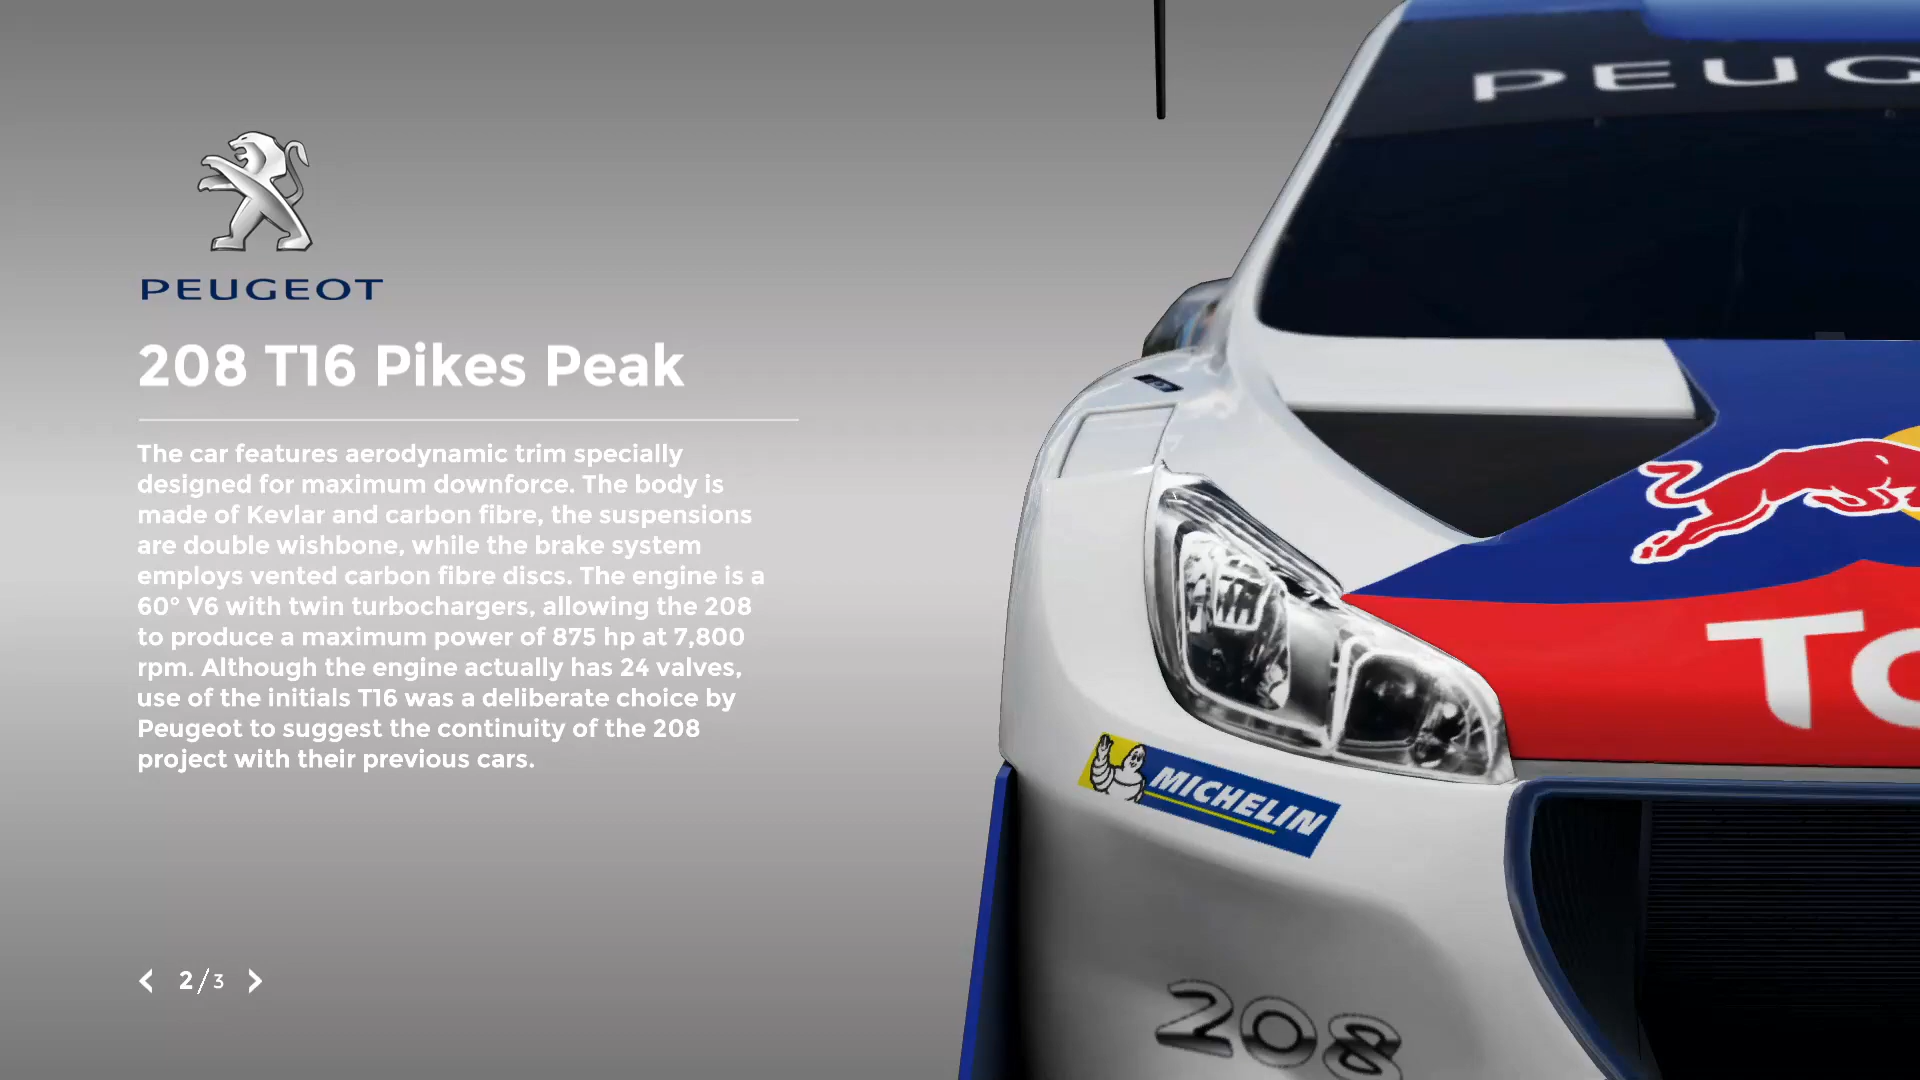 PEUGEOT
208 T16 Pikes Peak
The car features aerodynamic trim specially
designed for maximum downforce. The body is
made of Kevlar and carbon fibre, the suspensions
are double wishbone, while the brake system
employs vented carbon fibre discs. The engine is a
60° V6 with twin turbochargers, allowing the 208
to produce a maximum power of 875 hp at 7,800
rpm. Although the engine actually has 24 valves,
use of the initials T16 was a deliberate choice by
Peugeot to suggest the continuity of the 208
project with their previous cars.
2/3
PEUG
To
MICHELIN
208